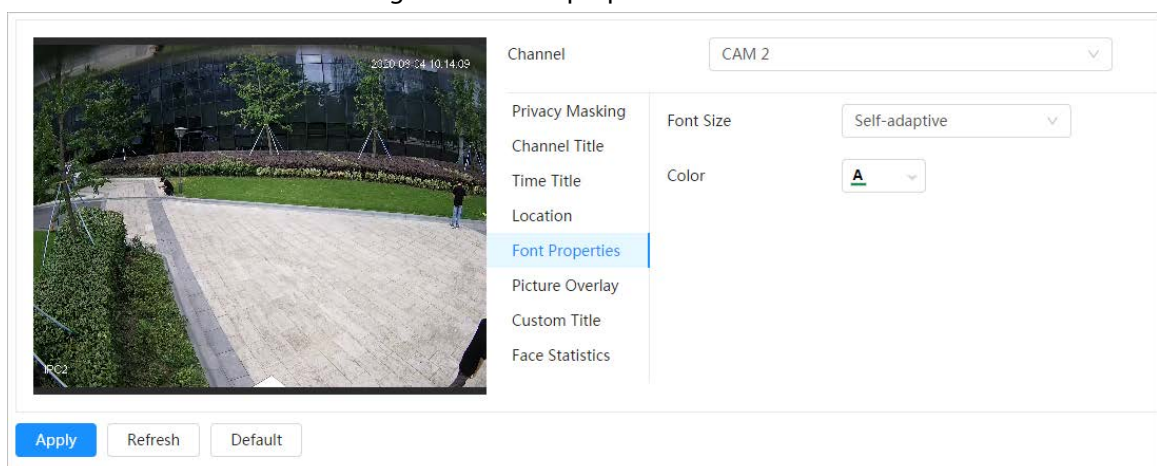 Channel
CAM 2
2020-09-04 10:14:09
Privacy Masking
Font Size
Self-adaptive
Channel Title
Time Title
Color
A
Location
Font Properties
Picture Overlay
Custom Title
Face Statistics
IPC2
Apply
Refresh
Default